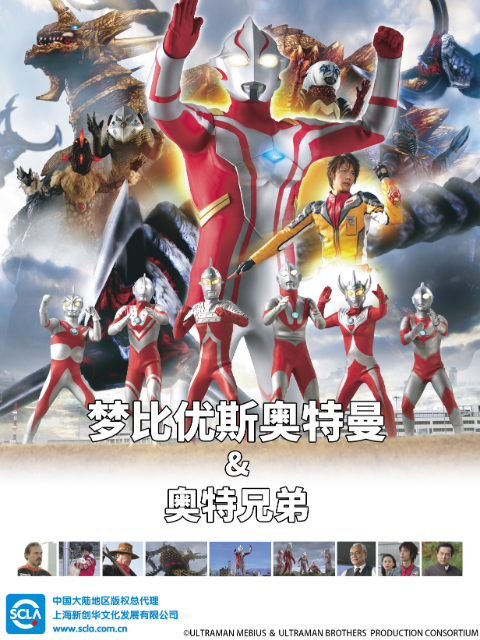 梦比优斯奥特曼
&
奥特兄弟
SCLA
中国大陆地区版权总代理
上海新创华文化发展有限公司
www.scla.com.cn
©ULTRAMAN MEBIUS & ULTRAMAN BROTHERS PRODUCTION CONSORTIUM